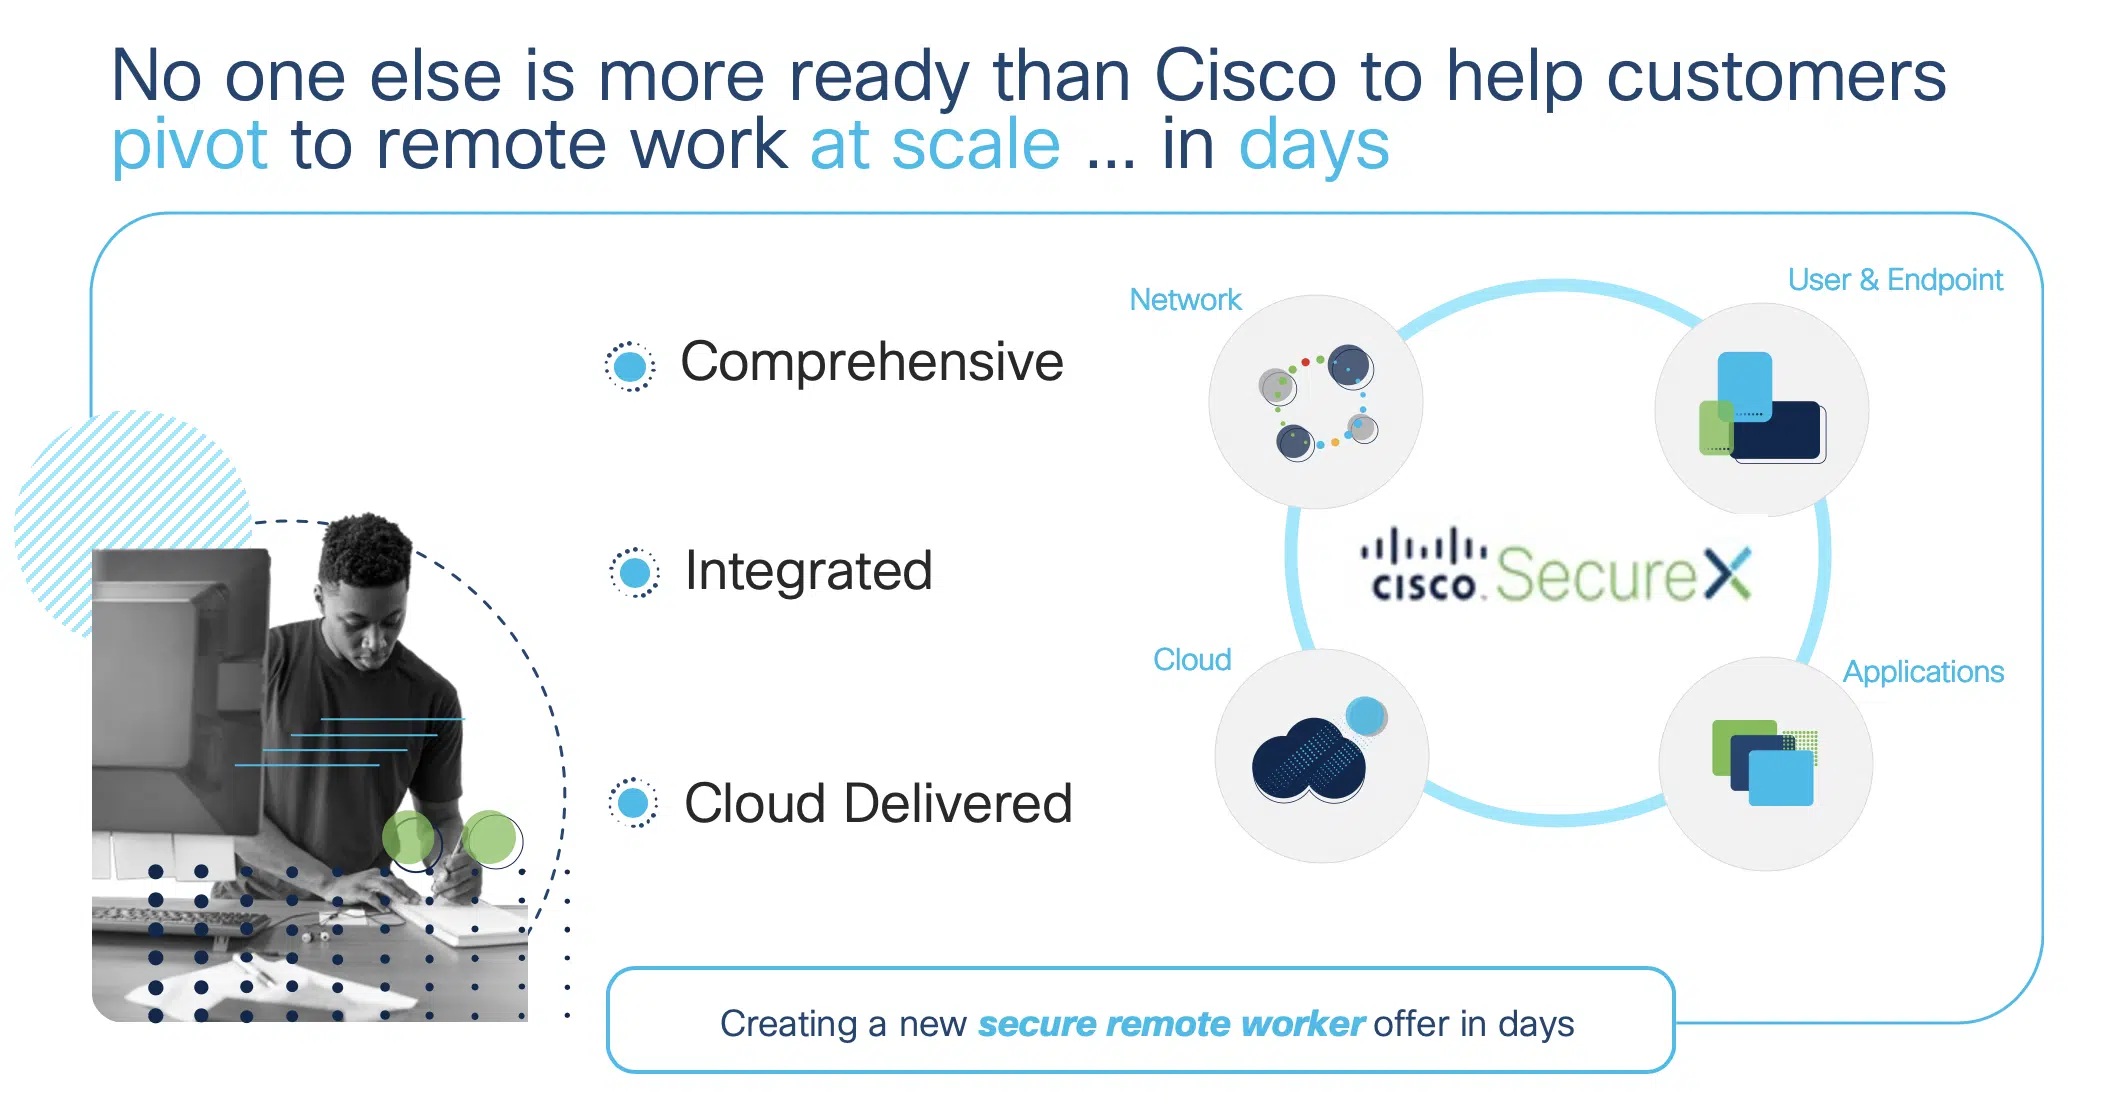 No one else is more ready than Cisco to help customers
pivot to remote work at scale ... in days
Comprehensive
Integrated
Cloud Delivered
Network
User & Endpoint
CISCO SecureX
Cloud
Applications
Creating a new secure remote worker offer in days